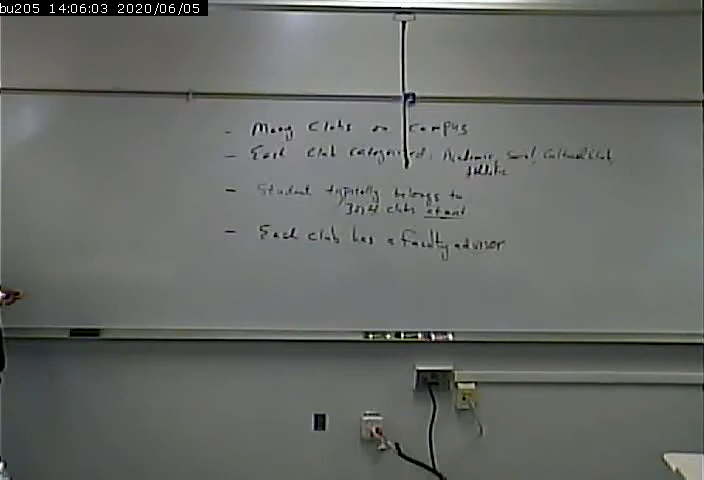 bu205 14:06:03 2020/06/05
- Many Clubs on campus
- Each Club categorized: Academic, Social, Cultural Club,
Athletic
- Student typically belongs to
3 or 4 clubs at most
- Each club has a faculty advisor